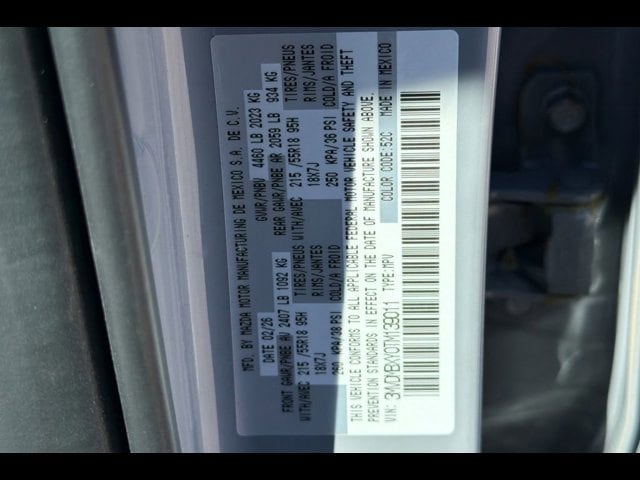 MFG. BY MAZDA MOTOR MANUFACTURING DE MEXICO S.A. DE C.V.
DATE 02/26 GVWR/PNBV 4460 LB 2023 KG
FRONT GAWR/PNBE AV 2407 LB 1092 KG REAR GAWR/PNBE AR 2059 LB 934 KG
TIRES/PNEUS TIRES/PNEUS
WITH/AVEC 215 /55R18 95H RIMS/JANTES WITH/AVEC 215 /55R18 95H RIMS/JANTES
18X7J COLD/A FROID 18X7J COLD/A FROID
260 KPA/38 PSI 250 KPA/36 PSI
THIS VEHICLE CONFORMS TO ALL APPLICABLE FEDERAL MOTOR VEHICLE SAFETY AND THEFT
PREVENTION STANDARDS IN EFFECT ON THE DATE OF MANUFACTURE SHOWN ABOVE.
VIN: TYPE:MPV COLOR CODE:52C MADE IN MEXICO